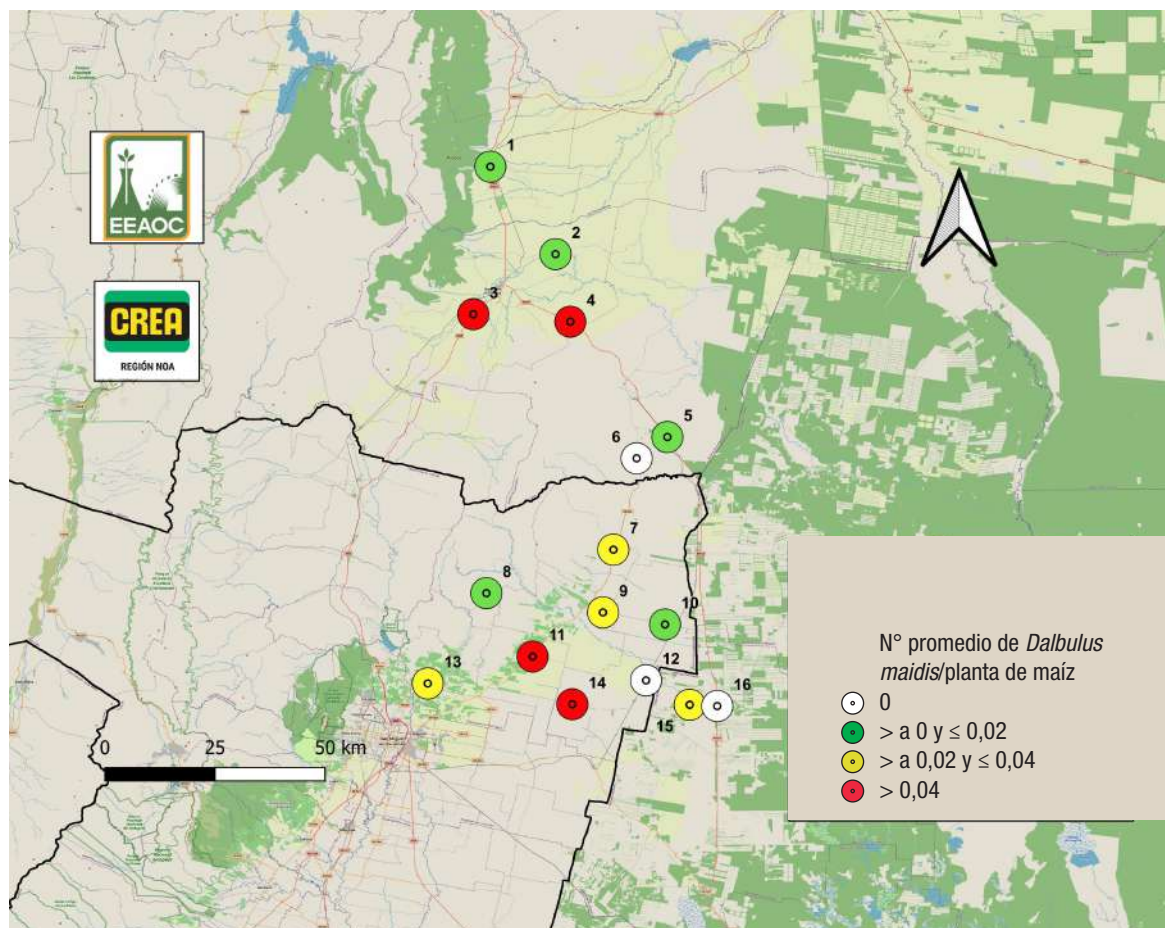 1
EEAOC
2
3
4
CREA
REGIÓN NOA
5
6
7
8
9
10
11
12
13
14
15
16
0 25 50 km
N° promedio de Dalbulus
maidis/planta de maíz
0
> a 0 y ≤ 0,02
> a 0,02 y ≤ 0,04
> 0,04